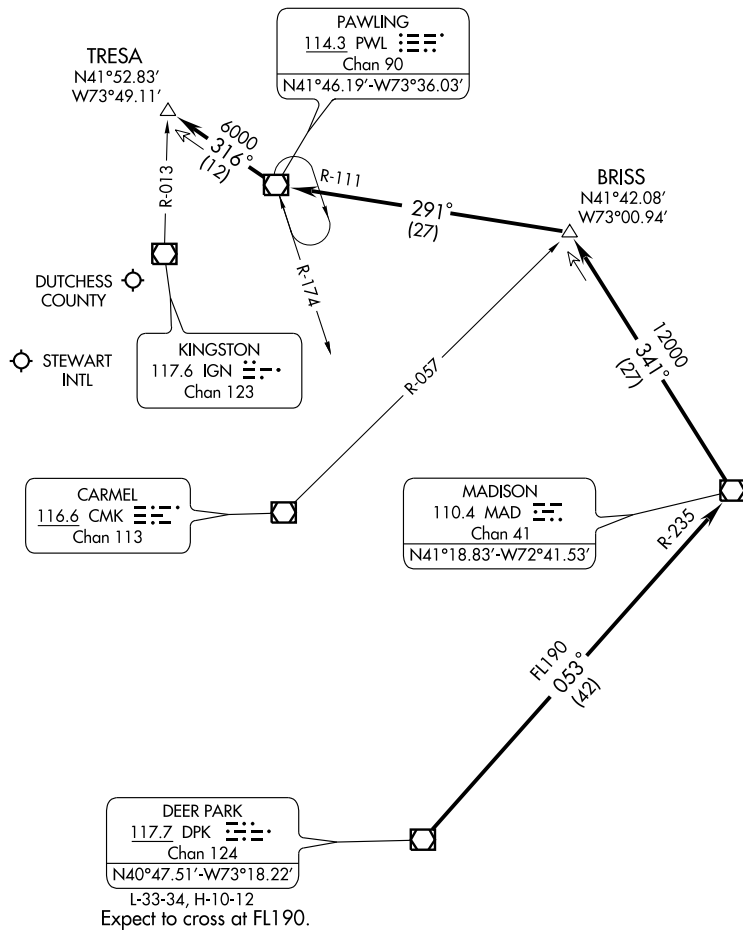 PAWLING
114.3 PWL
Chan 90
N41°46.19'-W73°36.03'
TRESA
N41°52.83'
W73°49.11'
6000
316°
(12)
R-013
R-111
291°
(27)
BRISS
N41°42.08'
W73°00.94'
R-174
DUTCHESS
COUNTY
STEWART
INTL
KINGSTON
117.6 IGN
Chan 123
R-057
12000
341°
(27)
CARMEL
116.6 CMK
Chan 113
MADISON
110.4 MAD
Chan 41
N41°18.83'-W72°41.53'
R-235
FL190
053°
(42)
DEER PARK
117.7 DPK
Chan 124
N40°47.51'-W73°18.22'
L-33-34, H-10-12
Expect to cross at FL190.